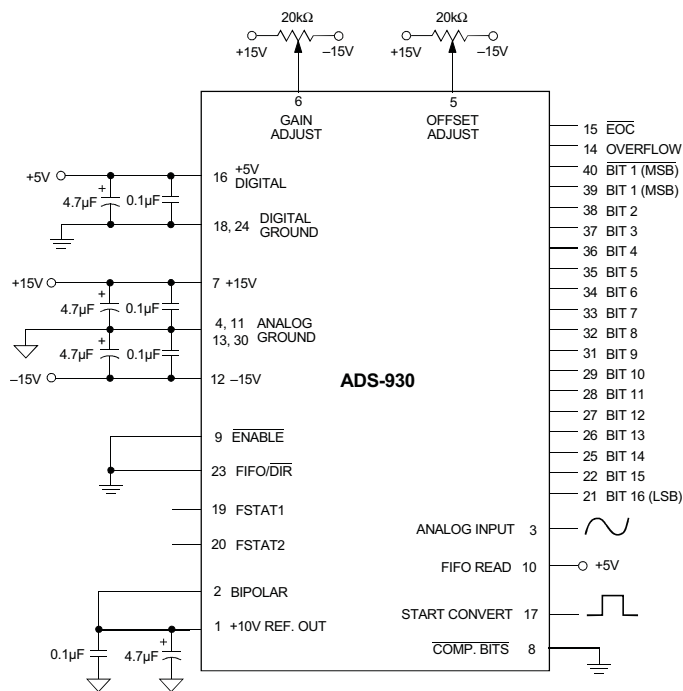 20kΩ
+15V
–15V
20kΩ
+15V
–15V
6
GAIN
ADJUST
5
OFFSET
ADJUST
+5V
+
4.7µF
0.1µF
16 +5V
DIGITAL
18, 24 DIGITAL
GROUND
+15V
+
4.7µF
0.1µF
7 +15V
4, 11
13, 30
ANALOG
GROUND
+
4.7µF
0.1µF
–15V
12 –15V
ADS-930
9 ENABLE
23 FIFO/DIR
19 FSTAT1
20 FSTAT2
2 BIPOLAR
1 +10V REF. OUT
0.1µF
4.7µF
+
15 EOC
14 OVERFLOW
40 BIT 1 (MSB)
39 BIT 1 (MSB)
38 BIT 2
37 BIT 3
36 BIT 4
35 BIT 5
34 BIT 6
33 BIT 7
32 BIT 8
31 BIT 9
29 BIT 10
28 BIT 11
27 BIT 12
26 BIT 13
25 BIT 14
22 BIT 15
21 BIT 16 (LSB)
ANALOG INPUT 3
FIFO READ 10
+5V
START CONVERT 17
COMP. BITS 8